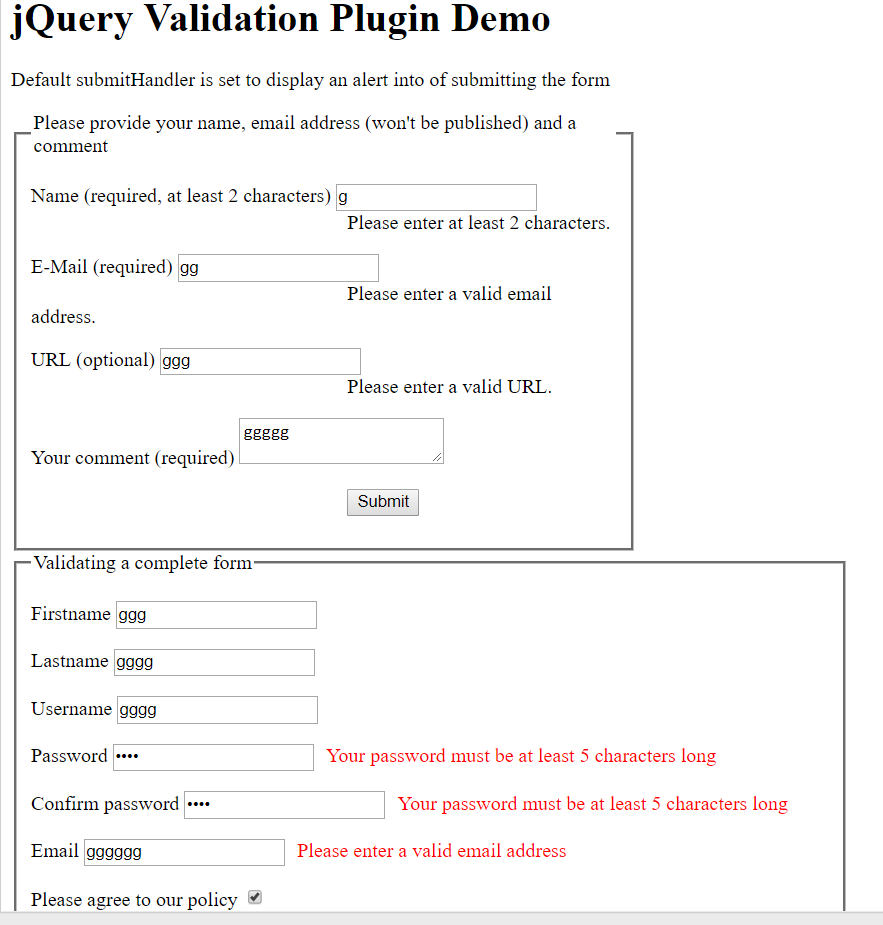 jQuery Validation Plugin Demo
Default submitHandler is set to display an alert into of submitting the form
Please provide your name, email address (won't be published) and a
comment
Name (required, at least 2 characters) g
Please enter at least 2 characters.
E-Mail (required) gg
Please enter a valid email
address.
URL (optional) ggg
Please enter a valid URL.
Your comment (required) ggggg
Submit
Validating a complete form
Firstname ggg
Lastname gggg
Username gggg
Password •••• Your password must be at least 5 characters long
Confirm password •••• Your password must be at least 5 characters long
Email gggggg Please enter a valid email address
Please agree to our policy